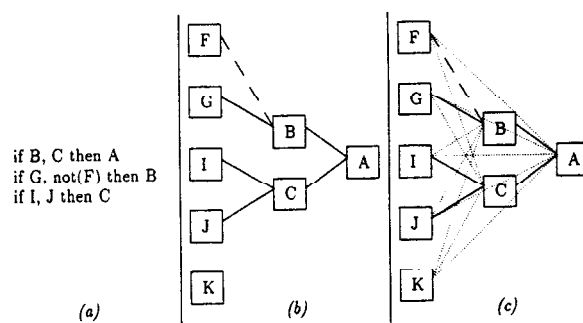 if B, C then A
if G, not(F) then B
if I, J then C
(a)
F
G
I
J
K
B
C
A
(b)
F
G
I
J
K
B
C
A
(c)